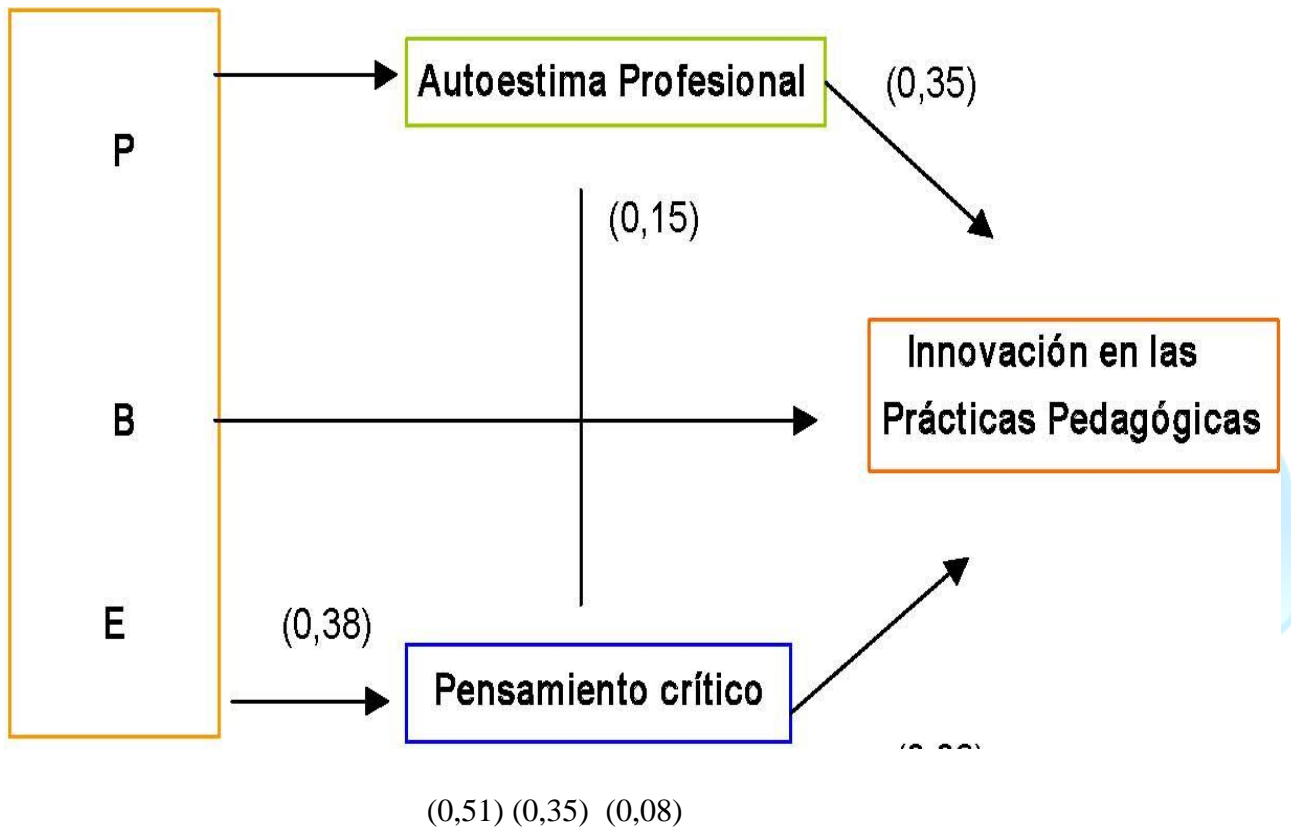 Autoestima Profesional
(0,35)
P
(0,15)
Innovación en las
Prácticas Pedagógicas
B
E
(0,38)
Pensamiento crítico
(0,51) (0,35) (0,08)